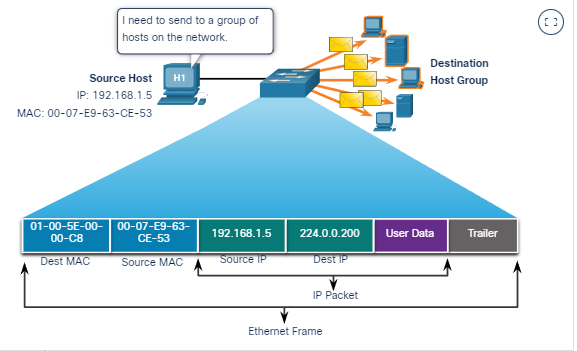 I need to send to a group of
hosts on the network.
Source Host
IP: 192.168.1.5
MAC: 00-07-E9-63-CE-53
H1
Destination
Host Group
01-00-5E-00-
00-C8
00-07-E9-63-
CE-53
192.168.1.5
224.0.0.200
User Data
Trailer
Dest MAC
Source MAC
Source IP
Dest IP
IP Packet
Ethernet Frame